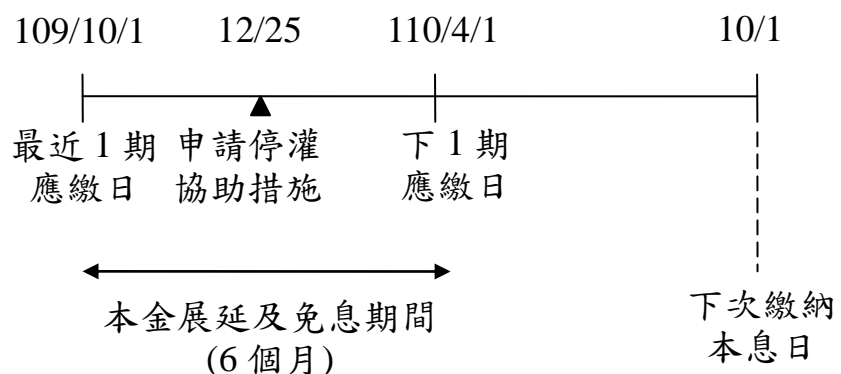 109/10/1 12/25 110/4/1 10/1
最近 1 期 申請停灌 下 1 期
應繳日 協助措施 應繳日
本金展延及免息期間
(6 個月)
下次繳納
本息日